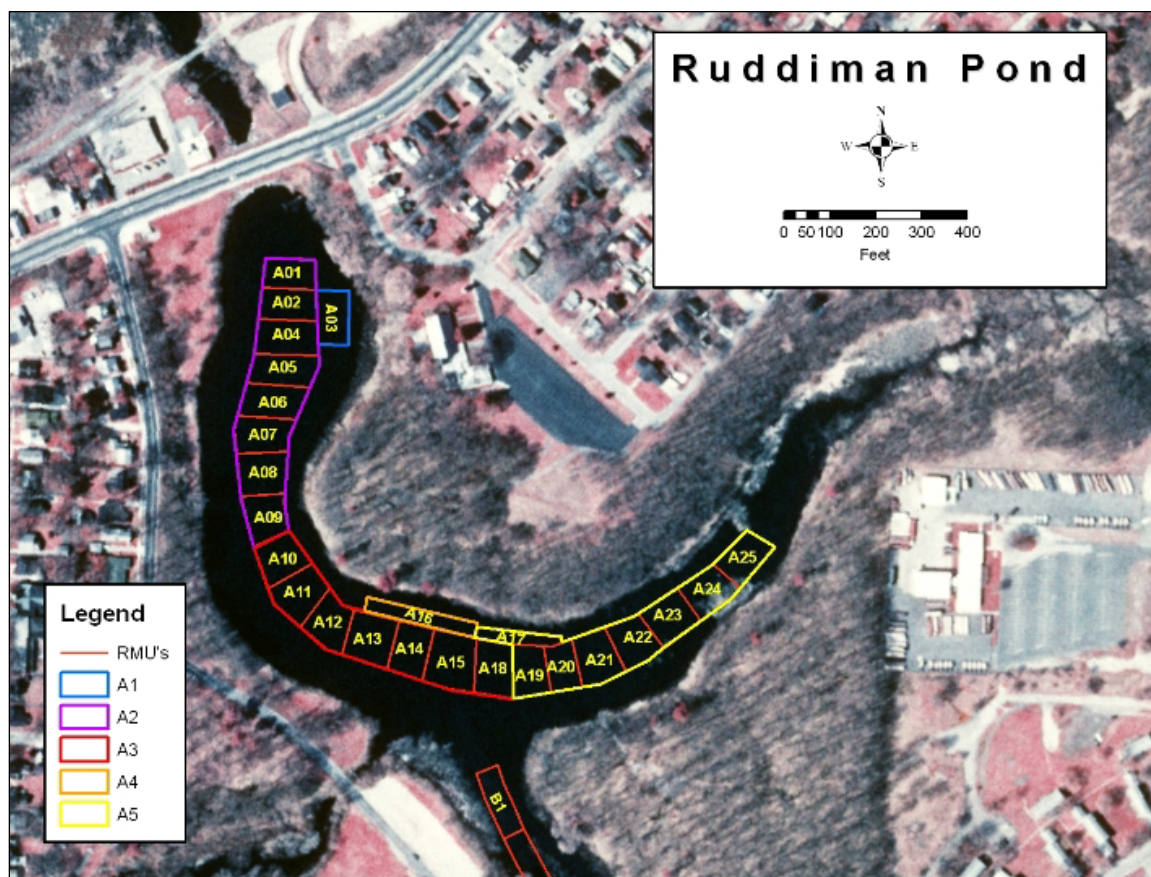 Ruddiman Pond
N
W E
S
0 50 100 200 300 400
Feet
A01
A02
A03
A04
A05
A06
A07
A08
A09
A10
A11
A12
A13
A14
A15
A16
A17
A18
A19
A20
A21
A22
A23
A24
A25
B1
Legend
RMU's
A1
A2
A3
A4
A5